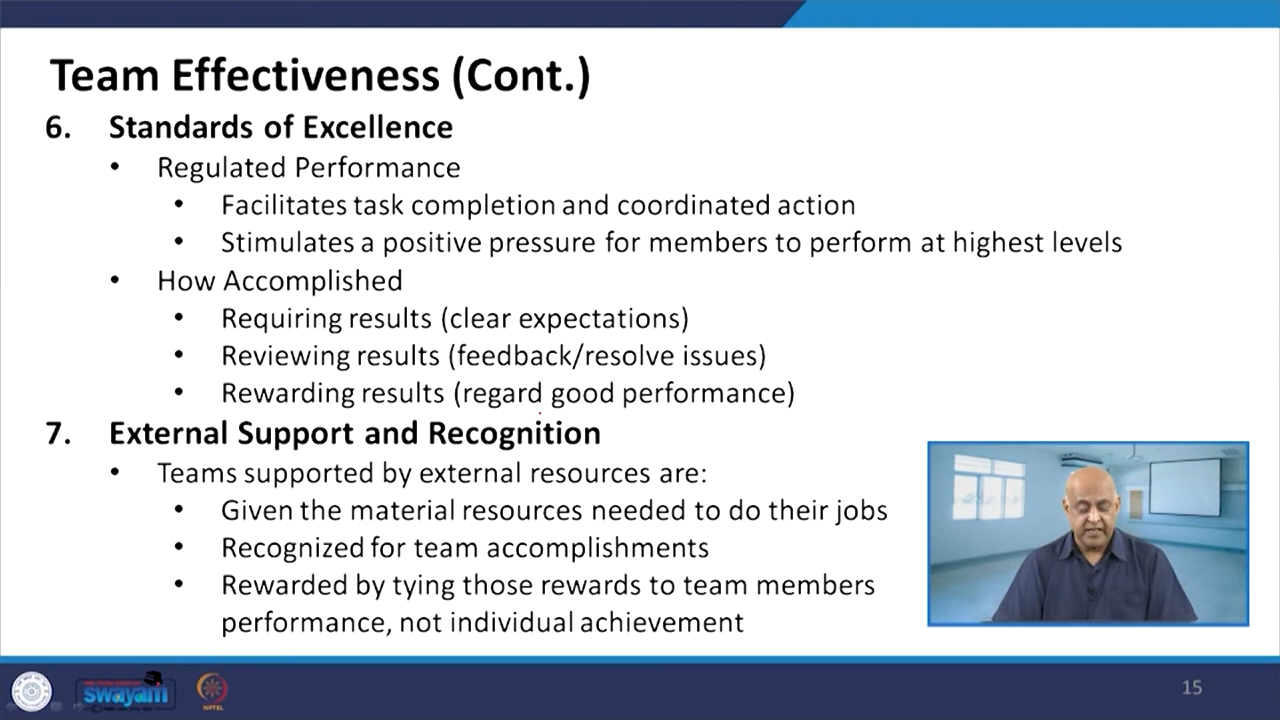 Team Effectiveness (Cont.)
6. Standards of Excellence
• Regulated Performance
• Facilitates task completion and coordinated action
• Stimulates a positive pressure for members to perform at highest levels
• How Accomplished
• Requiring results (clear expectations)
• Reviewing results (feedback/resolve issues)
• Rewarding results (regard good performance)
7. External Support and Recognition
• Teams supported by external resources are:
• Given the material resources needed to do their jobs
• Recognized for team accomplishments
• Rewarded by tying those rewards to team members
performance, not individual achievement
swayam
NPTEL
15